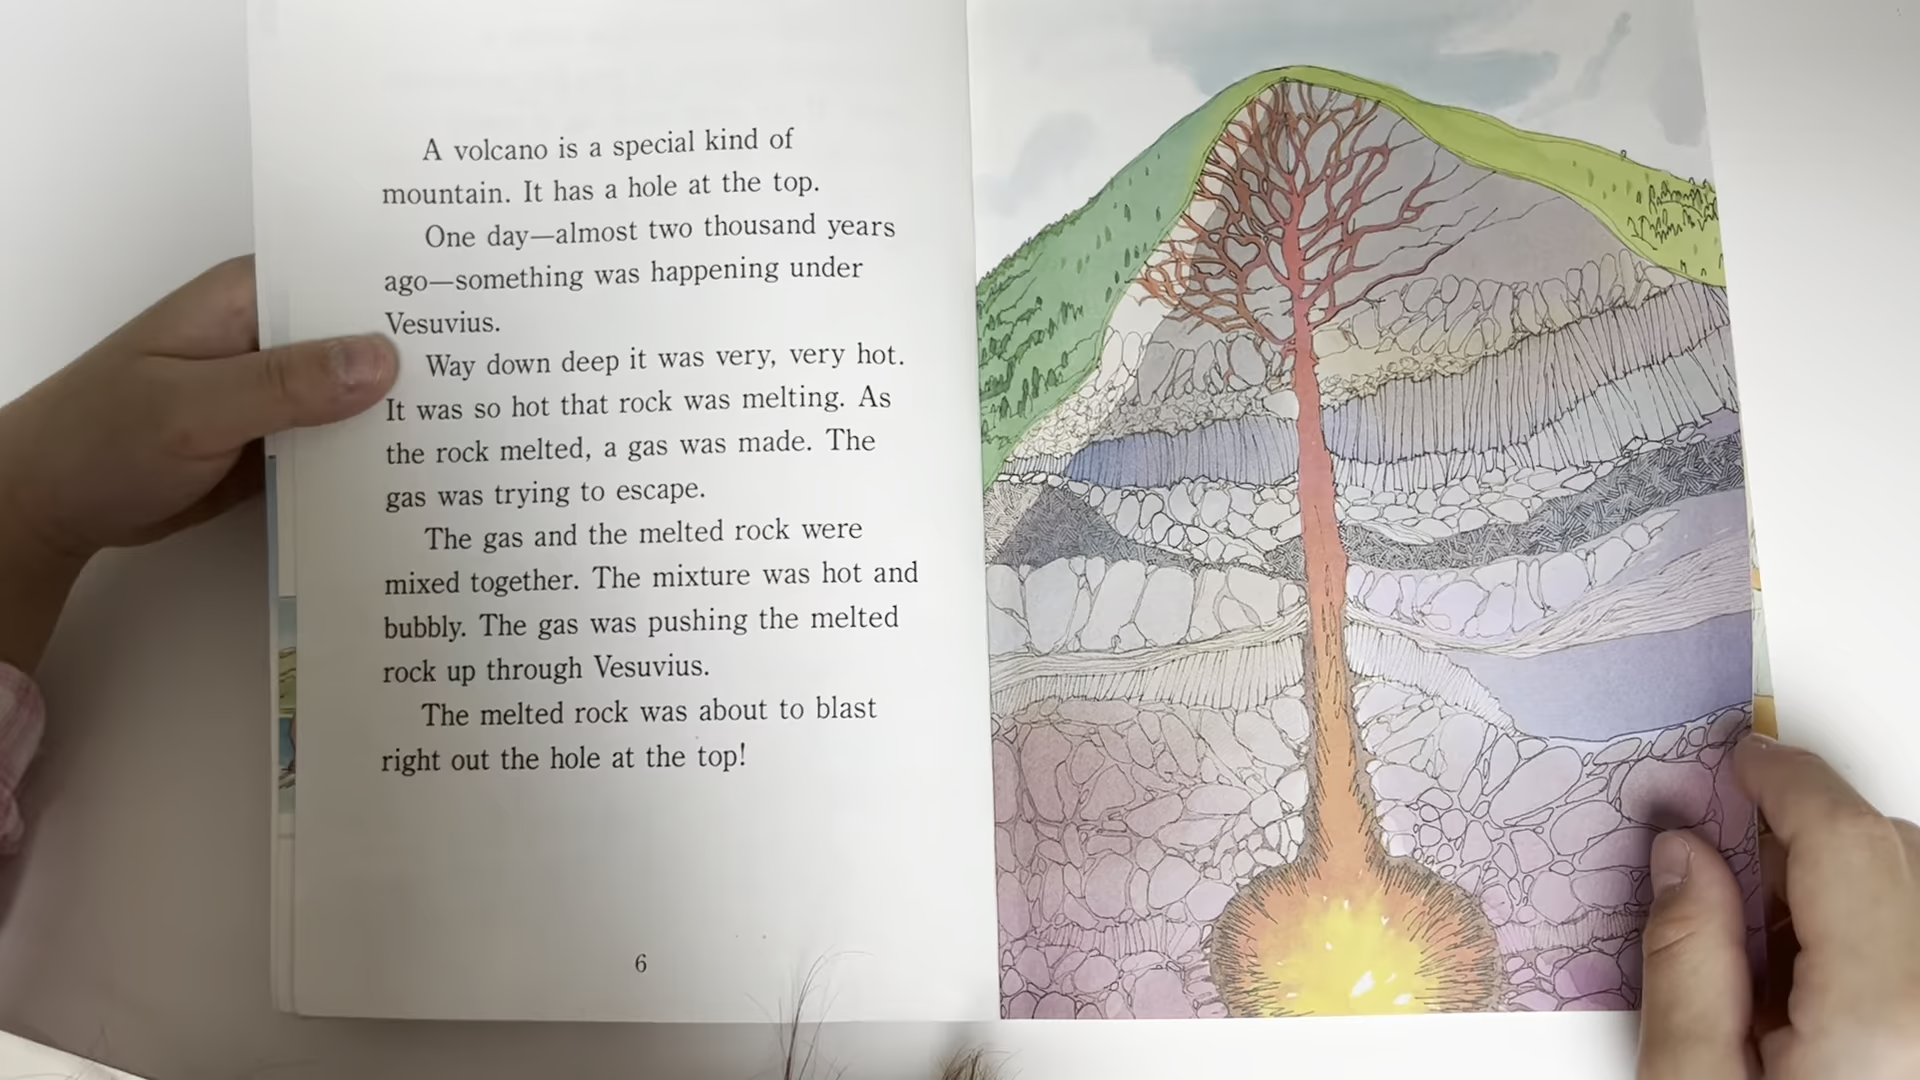 A volcano is a special kind of
mountain. It has a hole at the top.
One day—almost two thousand years
ago—something was happening under
Vesuvius.
Way down deep it was very, very hot.
It was so hot that rock was melting. As
the rock melted, a gas was made. The
gas was trying to escape.
The gas and the melted rock were
mixed together. The mixture was hot and
bubbly. The gas was pushing the melted
rock up through Vesuvius.
The melted rock was about to blast
right out the hole at the top!
6